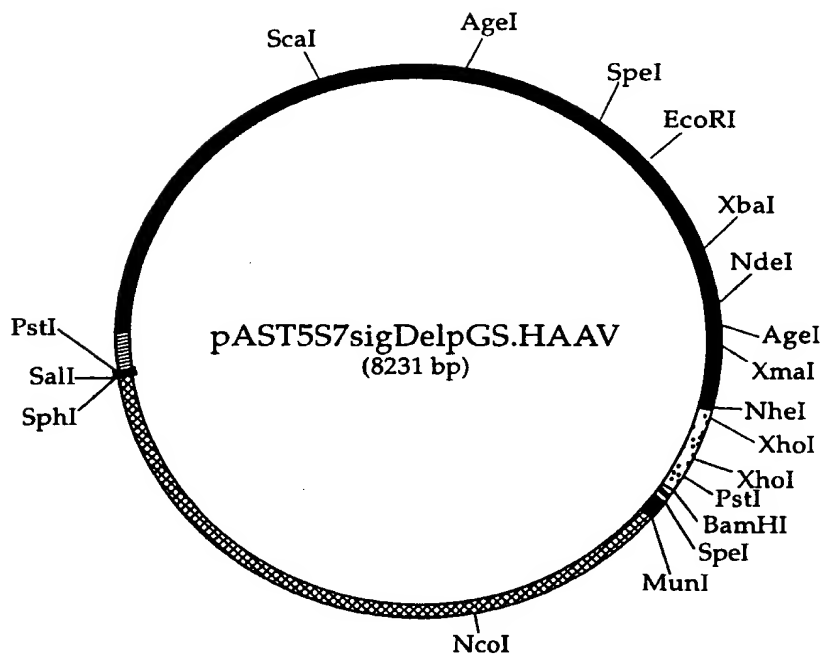 ScaI
AgeI
SpeI
EcoRI
XbaI
NdeI
AgeI
XmaI
NheI
XhoI
XhoI
PstI
BamHI
SpeI
MunI
NcoI
PstI
SalI
SphI
pAST5S7sigDelpGS.HAAV
(8231 bp)